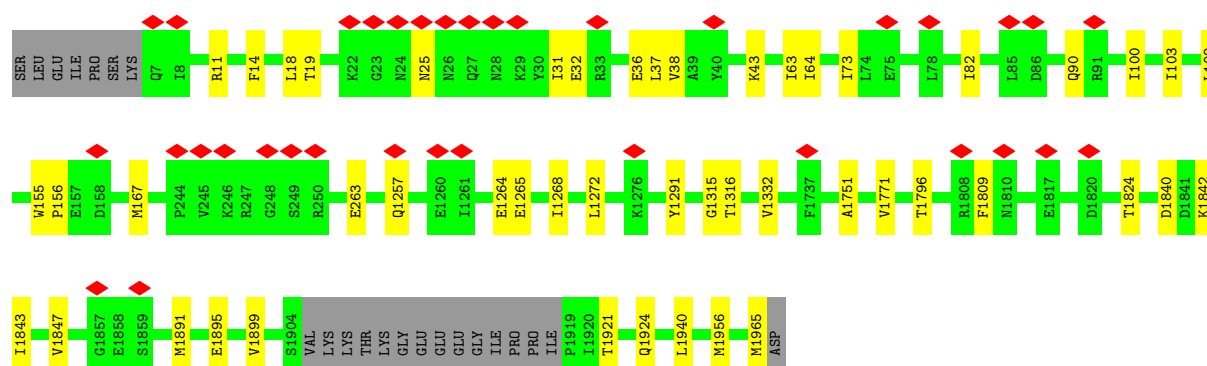 SER LEU GLU ILE PRO SER LYS Q7 I8 R11 F14 L18 T19 K22 G23 N24 N25 N26 Q27 N28 K29 Y30 I31 E32 R33 E36 L37 V38 A39 Y40 K43 I63 I64 I73 L74 E75 L78 I82 L85 D86 Q90 R91 I100 I103
W155 P156 E157 D158 M167 P244 V245 K246 R247 G248 S249 R250 E263 Q1257 E1260 I1261 E1264 E1265 I1268 L1272 K1276 Y1291 G1315 T1316 V1332 F1737 A1751 V1771 T1796 R1808 F1809 N1810 E1817 D1820 T1824 D1840 D1841 K1842
I1843 V1847 G1857 E1858 S1859 M1891 E1895 V1899 S1904 VAL LYS LYS THR LYS GLY GLU GLU GLU GLY ILE PRO PRO ILE P1919 I1920 T1921 Q1924 L1940 M1956 M1965 ASP